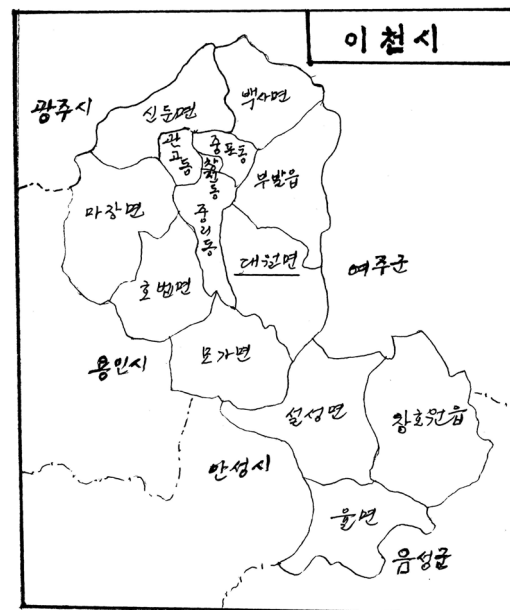 이천시
광주시
신둔면
백사면
관고동
중포동
창전동
부발읍
마장면
중리동
대월면
여주군
호법면
모가면
용인시
설성면
장호원읍
안성시
율면
음성군